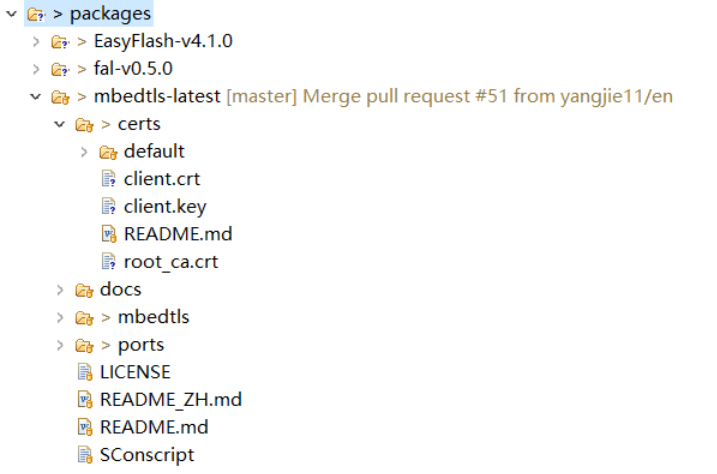 > packages
> EasyFlash-v4.1.0
> fal-v0.5.0
> mbedtls-latest [master] Merge pull request #51 from yangjie11/en
> certs
default
client.crt
client.key
README.md
root_ca.crt
docs
> mbedtls
> ports
LICENSE
README_ZH.md
README.md
SConscript